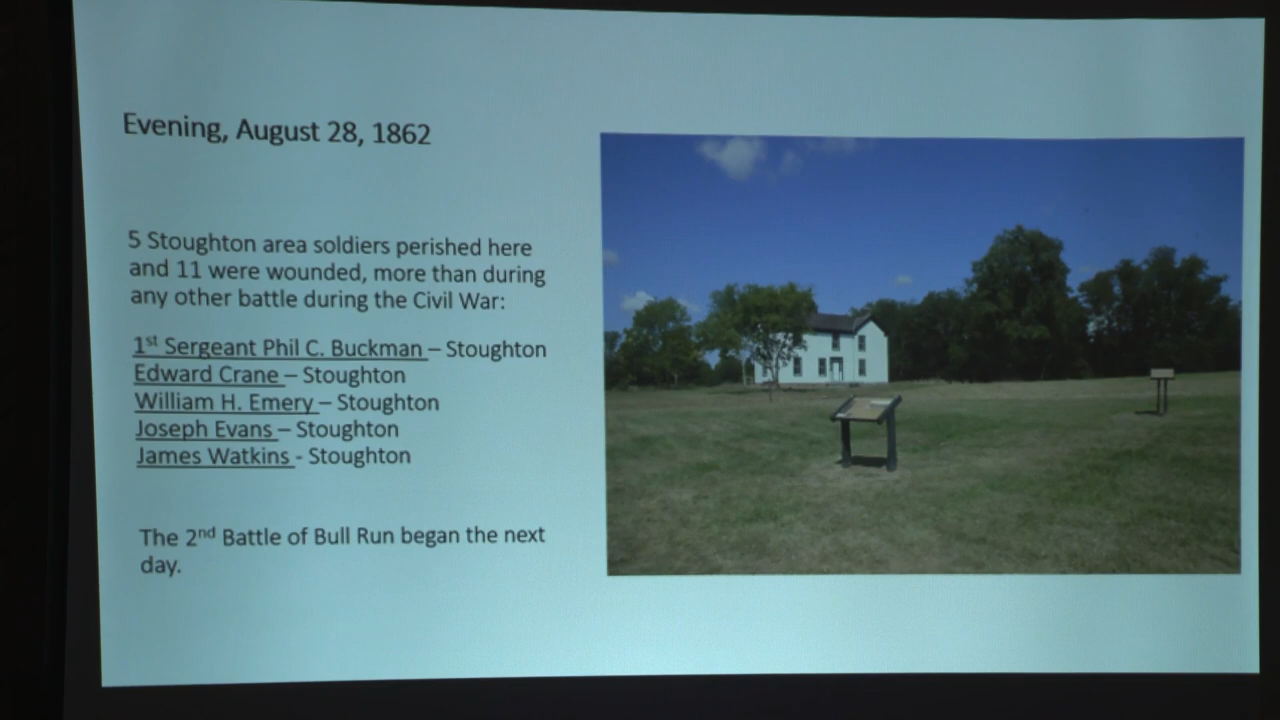 Evening, August 28, 1862
5 Stoughton area soldiers perished here
and 11 were wounded, more than during
any other battle during the Civil War:
1st Sergeant Phil C. Buckman – Stoughton
Edward Crane – Stoughton
William H. Emery – Stoughton
Joseph Evans – Stoughton
James Watkins - Stoughton
The 2nd Battle of Bull Run began the next
day.